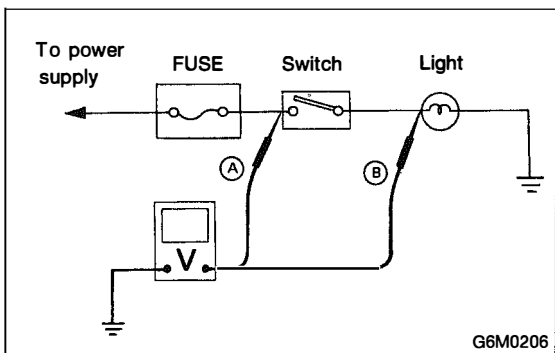 To power
supply
FUSE
Switch
Light
A
B
V
G6M0206